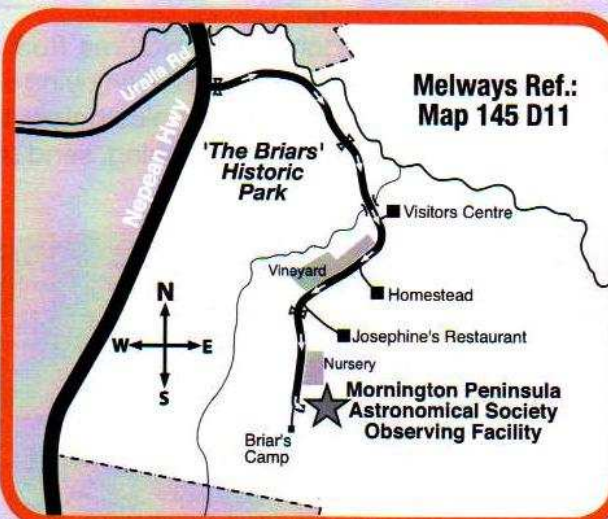 Uralla Rd
Nepean Hwy
Melways Ref.:
Map 145 D11
'The Briars'
Historic
Park
Visitors Centre
Vineyard
Homestead
N
W
E
S
Josephine's Restaurant
Nursery
Mornington Peninsula
Astronomical Society
Observing Facility
Briar's
Camp